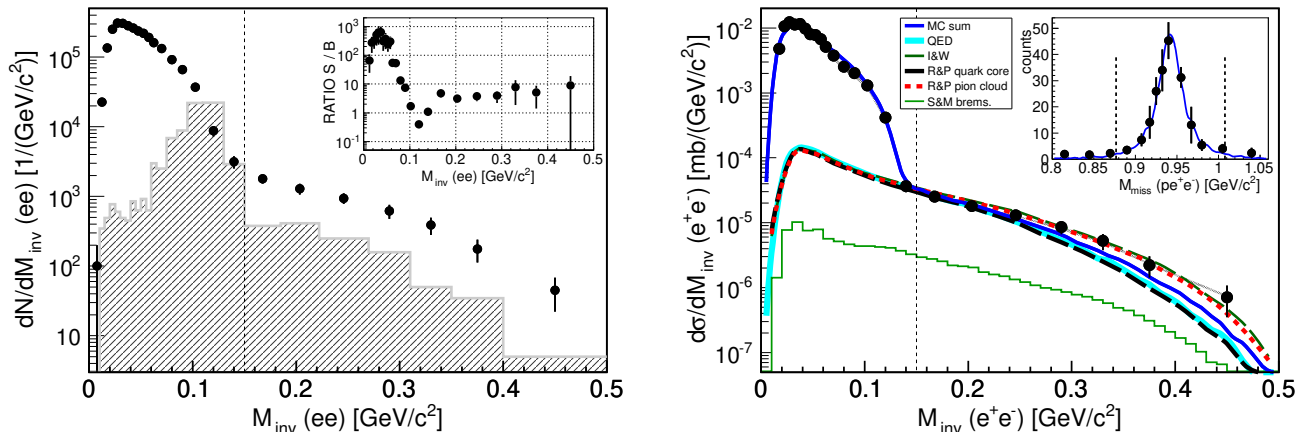 dN/dM_inv (ee) [1/(GeV/c²)]
10⁵
10⁴
10³
10²
10
0 0.1 0.2 0.3 0.4 0.5
M_inv (ee) [GeV/c²]
RATIO S / B
10³
10²
10
1
10⁻¹
0 0.1 0.2 0.3 0.4 0.5
M_inv (ee) [GeV/c²]
dσ/dM_inv (e⁺e⁻) [mb/(GeV/c²)]
10⁻²
10⁻³
10⁻⁴
10⁻⁵
10⁻⁶
10⁻⁷
0 0.1 0.2 0.3 0.4 0.5
M_inv (e⁺e⁻) [GeV/c²]
MC sum
QED
I&W
R&P quark core
R&P pion cloud
S&M brems.
counts
50
40
30
20
10
0
0.8 0.85 0.9 0.95 1 1.05
M_miss (pe⁺e⁻) [GeV/c²]